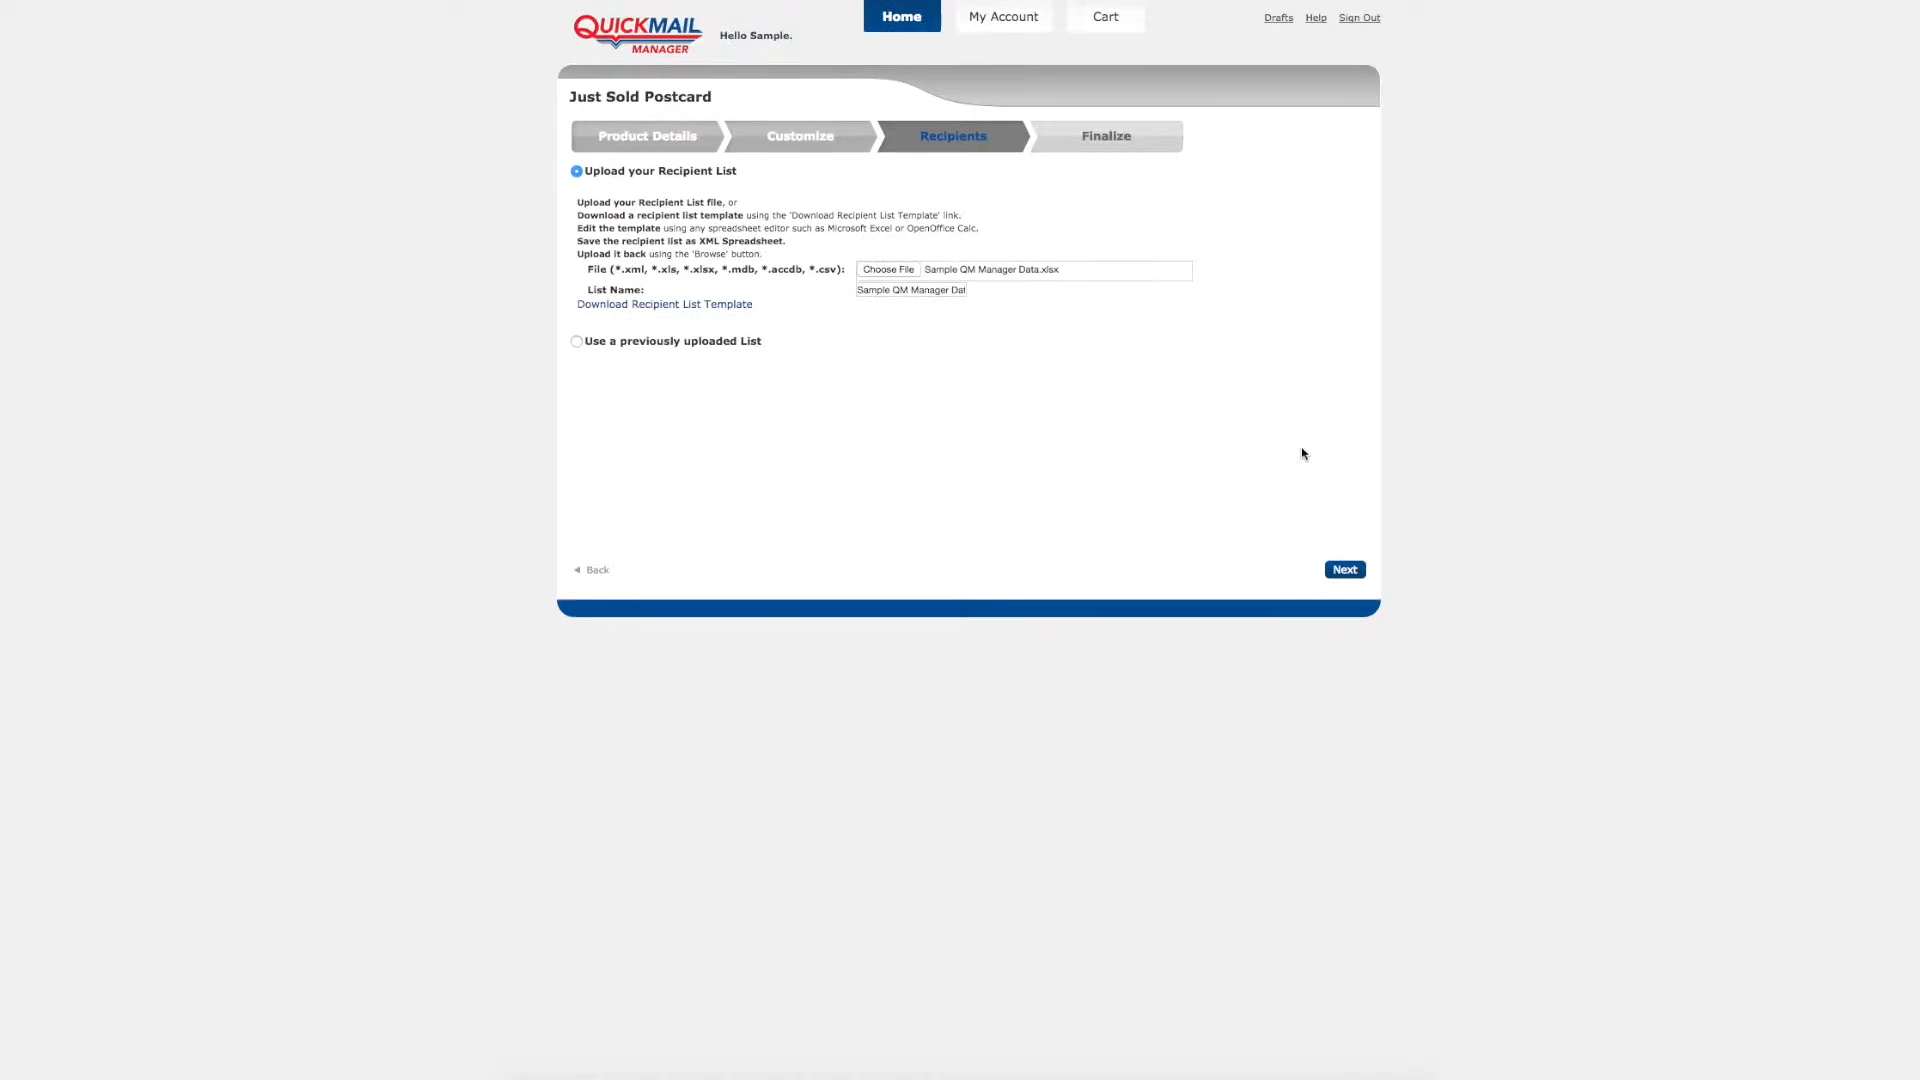 QUICKMAIL
MANAGER
Hello Sample.
Home
My Account
Cart
Drafts
Help
Sign Out
Just Sold Postcard
Product Details
Customize
Recipients
Finalize
Upload your Recipient List
Upload your Recipient List file, or
Download a recipient list template using the 'Download Recipient List Template' link.
Edit the template using any spreadsheet editor such as Microsoft Excel or OpenOffice Calc.
Save the recipient list as XML Spreadsheet.
Upload it back using the 'Browse' button.
File (*.xml, *.xls, *.xlsx, *.mdb, *.accdb, *.csv): Choose File Sample QM Manager Data.xlsx
List Name: Sample QM Manager Dat
Download Recipient List Template
Use a previously uploaded List
Back
Next